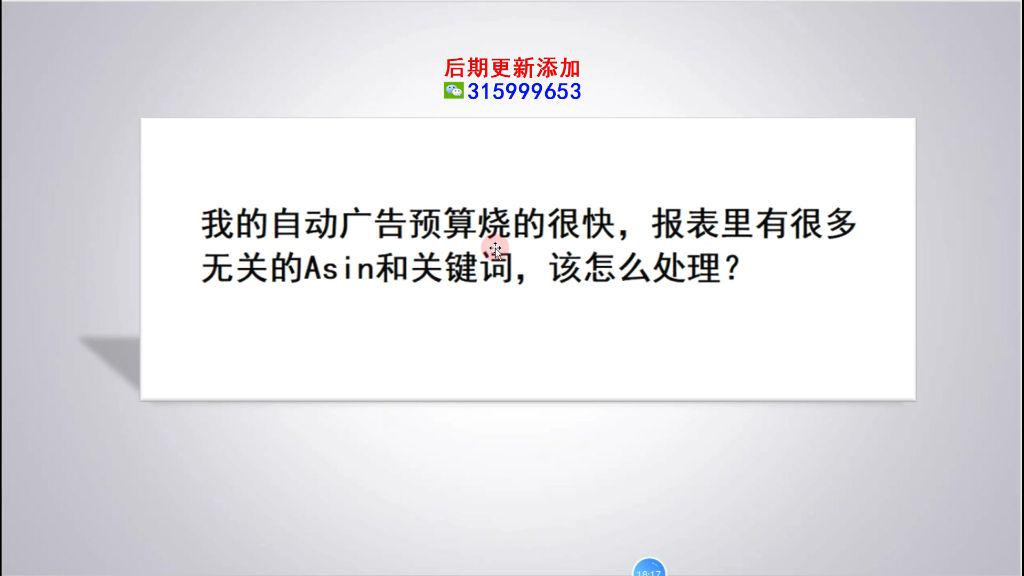 后期更新添加
315999653
我的自动广告预算烧的很快，报表里有很多
无关的Asin和关键词，该怎么处理？
18:17